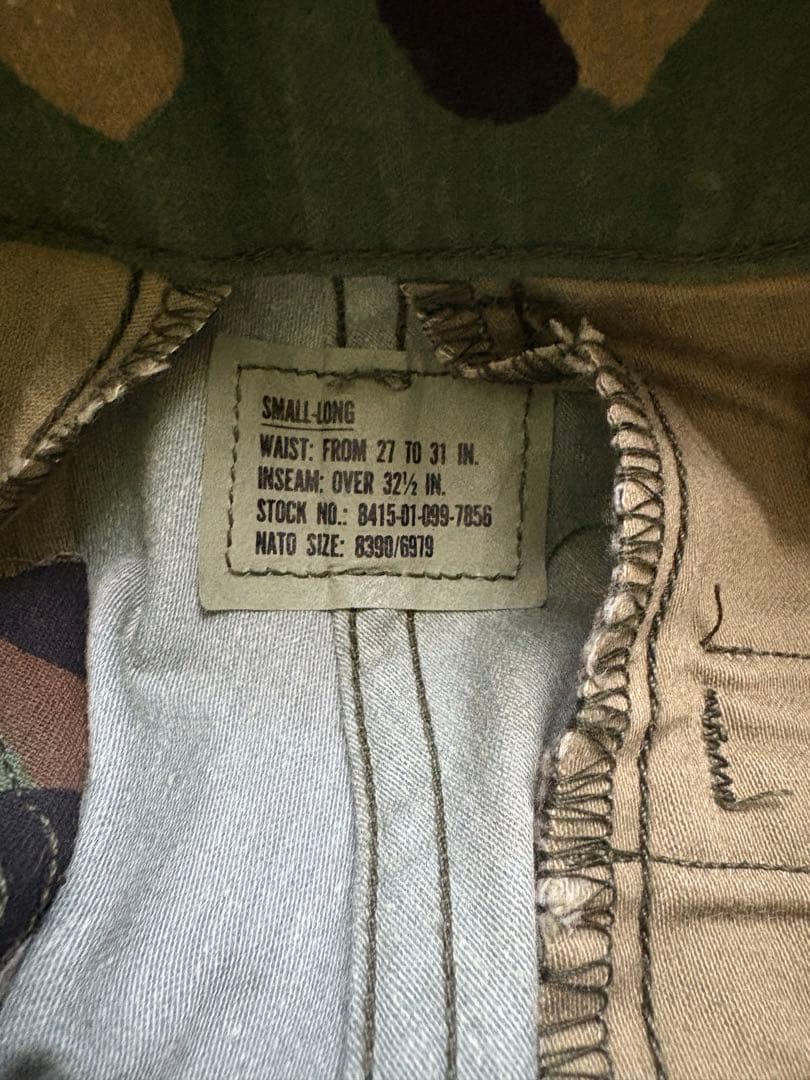 SMALL-LONG
WAIST: FROM 27 TO 31 IN.
INSEAM: OVER 32½ IN.
STOCK NO.: 8415-01-099-7856
NATO SIZE: 8390/6979